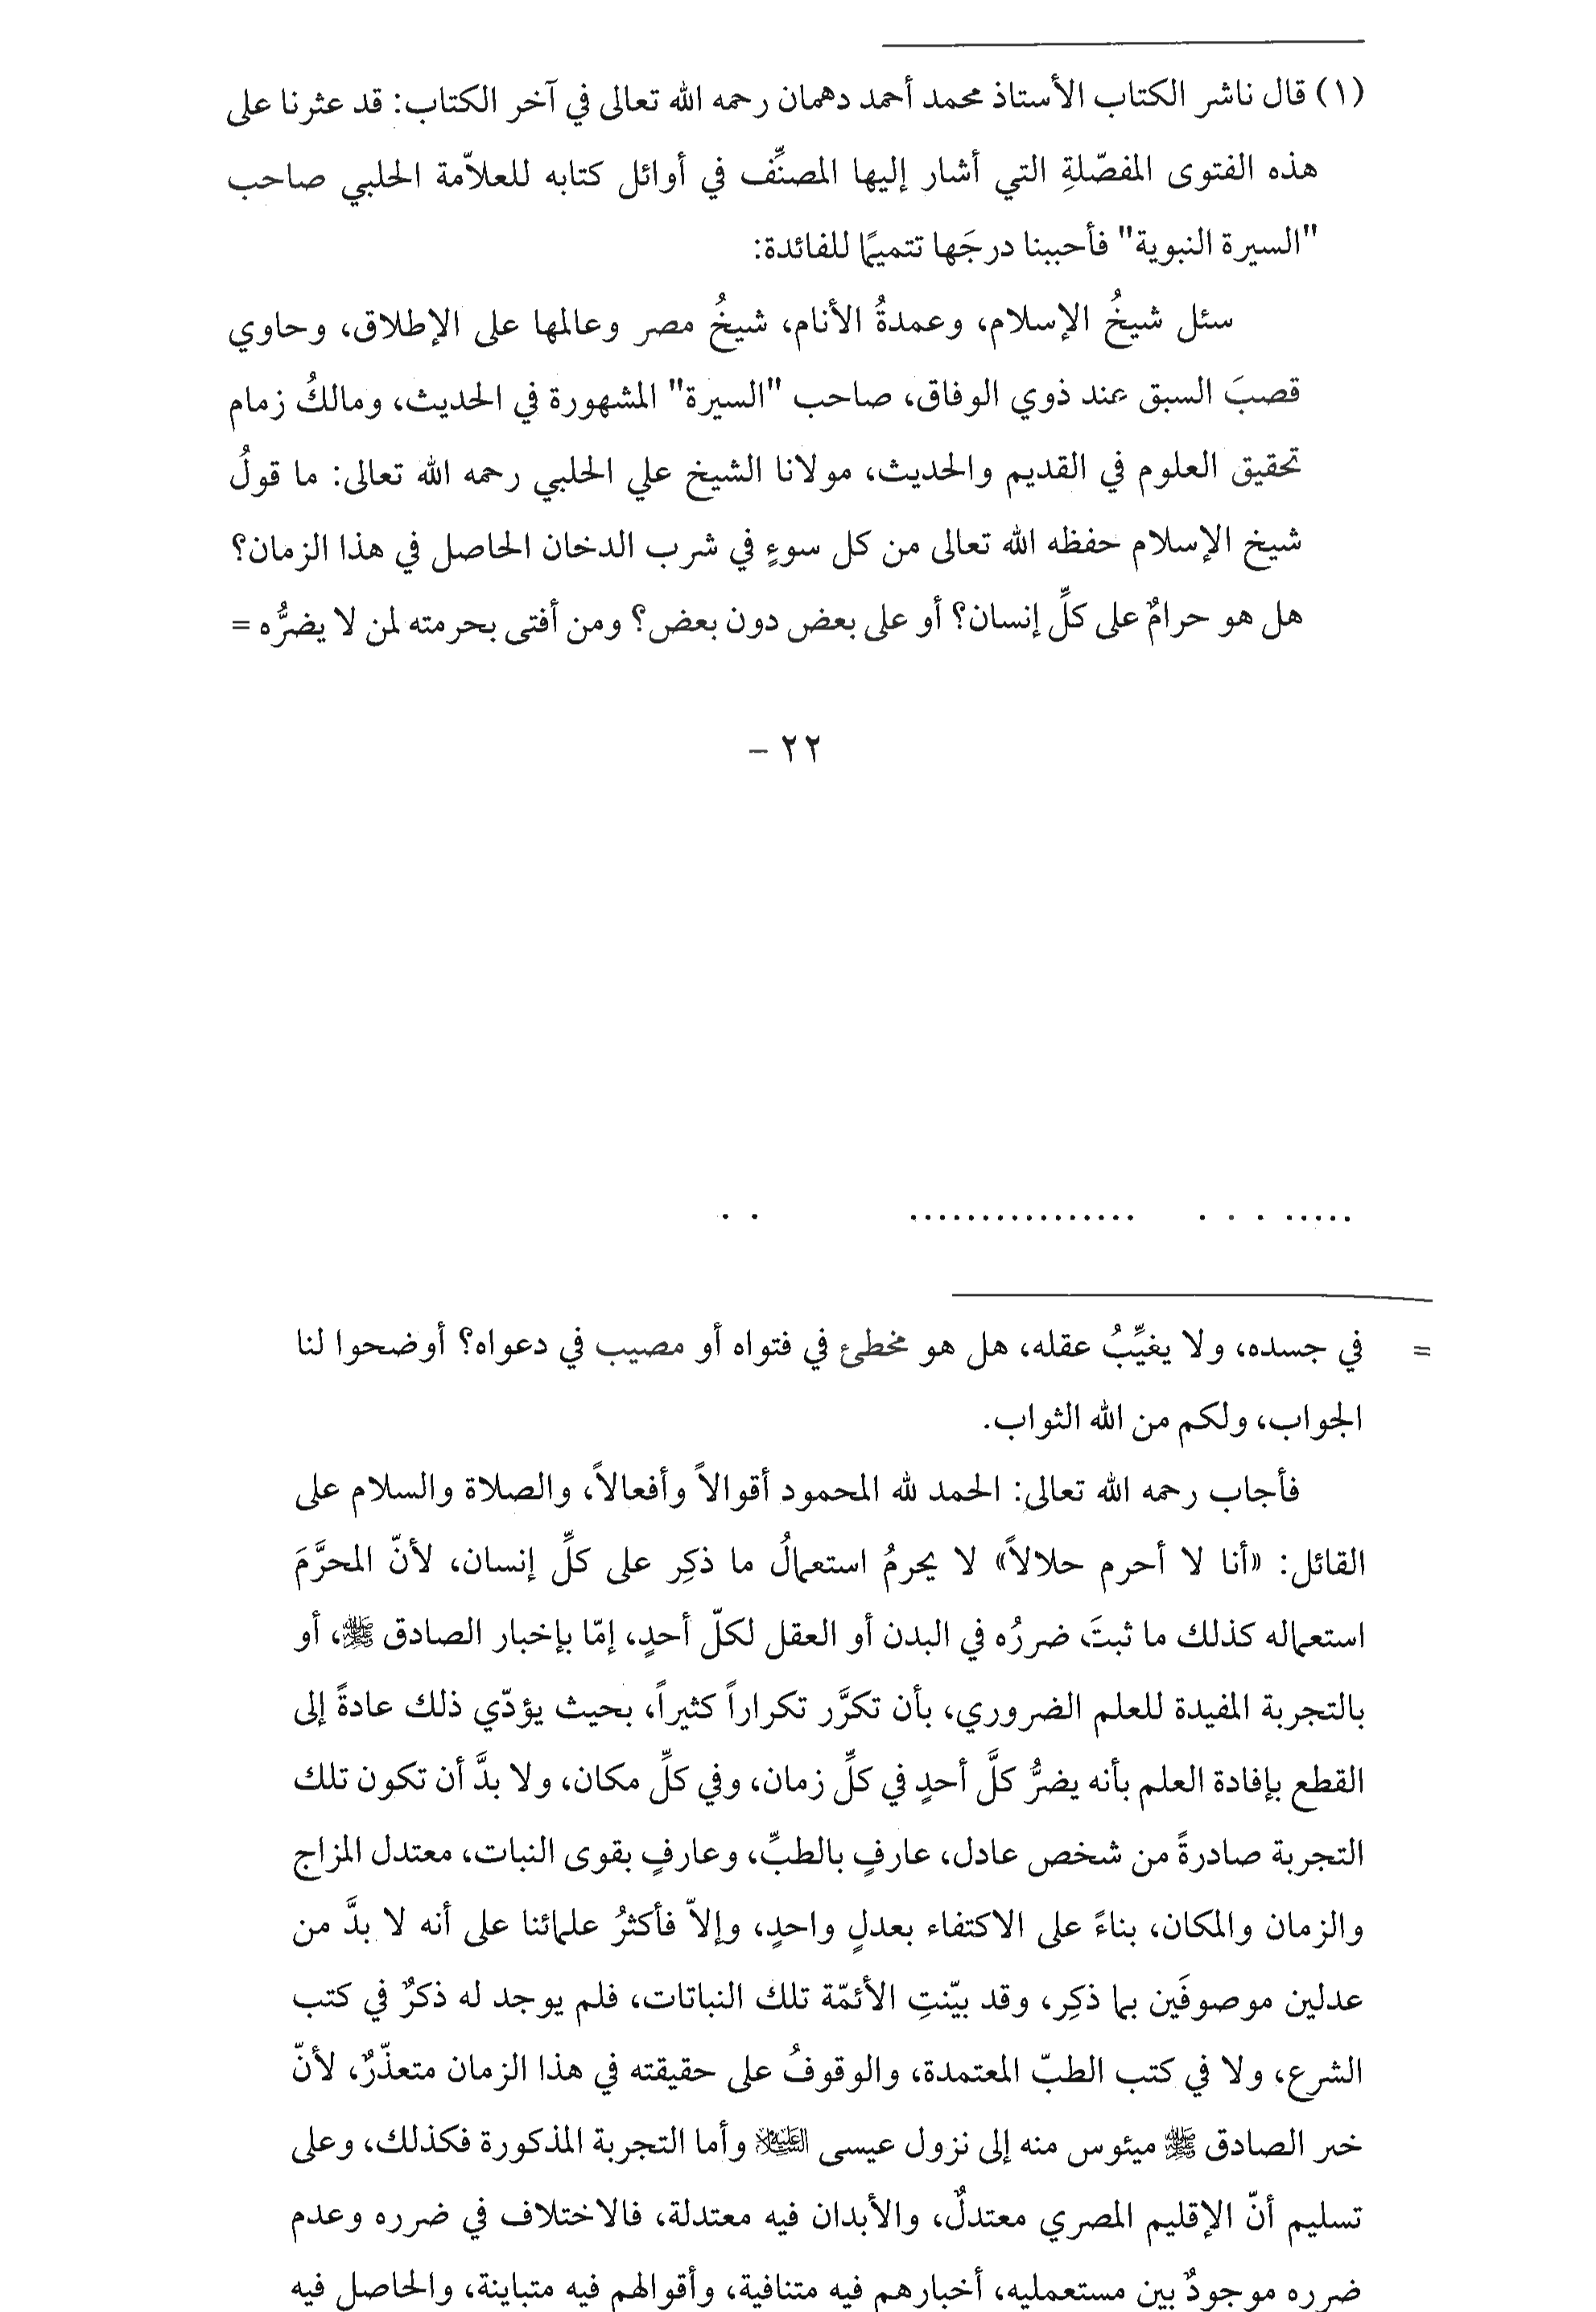 (١) قال ناشر الكتاب الأستاذ محمد أحمد دهمان رحمه الله تعالى في آخر الكتاب: قد عثرنا على
هذه الفتوى المفصّلةِ التي أشار إليها المصنِّف في أوائل كتابه للعلاّمة الحلبي صاحب
"السيرة النبوية" فأحببنا درجَها تتميمًا للفائدة:
سئل شيخُ الإسلام، وعمدةُ الأنام، شيخُ مصر وعالمها على الإطلاق، وحاوي
قصبَ السبق عند ذوي الوفاق، صاحب "السيرة" المشهورة في الحديث، ومالكُ زمام
تحقيق العلوم في القديم والحديث، مولانا الشيخ علي الحلبي رحمه الله تعالى: ما قولُ
شيخ الإسلام حفظه الله تعالى من كل سوءٍ في شرب الدخان الحاصل في هذا الزمان؟
هل هو حرامٌ على كلِّ إنسان؟ أو على بعض دون بعض؟ ومن أفتى بحرمته لمن لا يضرُّه =
٢٢ –
..... . . . ................ . .
= في جسده، ولا يغيِّبُ عقله، هل هو مخطئ في فتواه أو مصيب في دعواه؟ أوضحوا لنا
الجواب، ولكم من الله الثواب.
فأجاب رحمه الله تعالى: الحمد لله المحمود أقوالاً وأفعالاً، والصلاة والسلام على
القائل: «أنا لا أحرم حلالاً» لا يحرمُ استعمالُ ما ذكِر على كلِّ إنسان، لأنّ المحرَّمَ
استعماله كذلك ما ثبتَ ضررُه في البدن أو العقل لكلّ أحدٍ، إمّا بإخبار الصادق ﷺ، أو
بالتجربة المفيدة للعلم الضروري، بأن تكرَّر تكراراً كثيراً، بحيث يؤدّي ذلك عادةً إلى
القطع بإفادة العلم بأنه يضرُّ كلَّ أحدٍ في كلِّ زمان، وفي كلِّ مكان، ولا بدَّ أن تكون تلك
التجربة صادرةً من شخص عادل، عارفٍ بالطبِّ، وعارفٍ بقوى النبات، معتدل المزاج
والزمان والمكان، بناءً على الاكتفاء بعدلٍ واحدٍ، وإلاّ فأكثرُ علمائنا على أنه لا بدَّ من
عدلين موصوفَين بما ذكِر، وقد بيّنتِ الأئمّة تلك النباتات، فلم يوجد له ذكرٌ في كتب
الشرع، ولا في كتب الطبّ المعتمدة، والوقوفُ على حقيقته في هذا الزمان متعذّرٌ، لأنّ
خبر الصادق ﷺ ميئوس منه إلى نزول عيسى عليه السلام وأما التجربة المذكورة فكذلك، وعلى
تسليم أنّ الإقليم المصري معتدلٌ، والأبدان فيه معتدلة، فالاختلاف في ضرره وعدم
ضرره موجودٌ بين مستعمليه، أخبارهم فيه متنافية، وأقوالهم فيه متباينة، والحاصل فيه